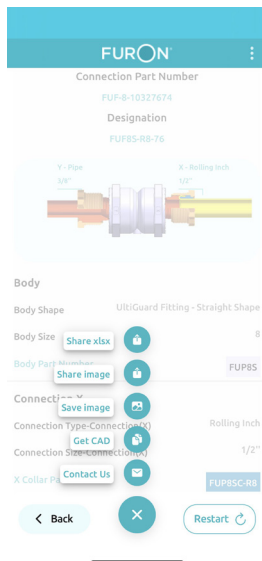 FURON
Connection Part Number
FUF-8-10327674
Designation
FUF8S-R8-76
Y - Pipe
3/8"
X - Rolling Inch
1/2"
Body
Body Shape
UltiGuard Fitting - Straight Shape
Body Size
8
Share xlsx
Body Part Number
FUP8S
Share image
Connection X
Save image
Connection Type-Connection(X)
Rolling Inch
Get CAD
Connection Size-Connection(X)
1/2"
Contact Us
X Collar Pa
FUP8SC-R8
Back
Restart